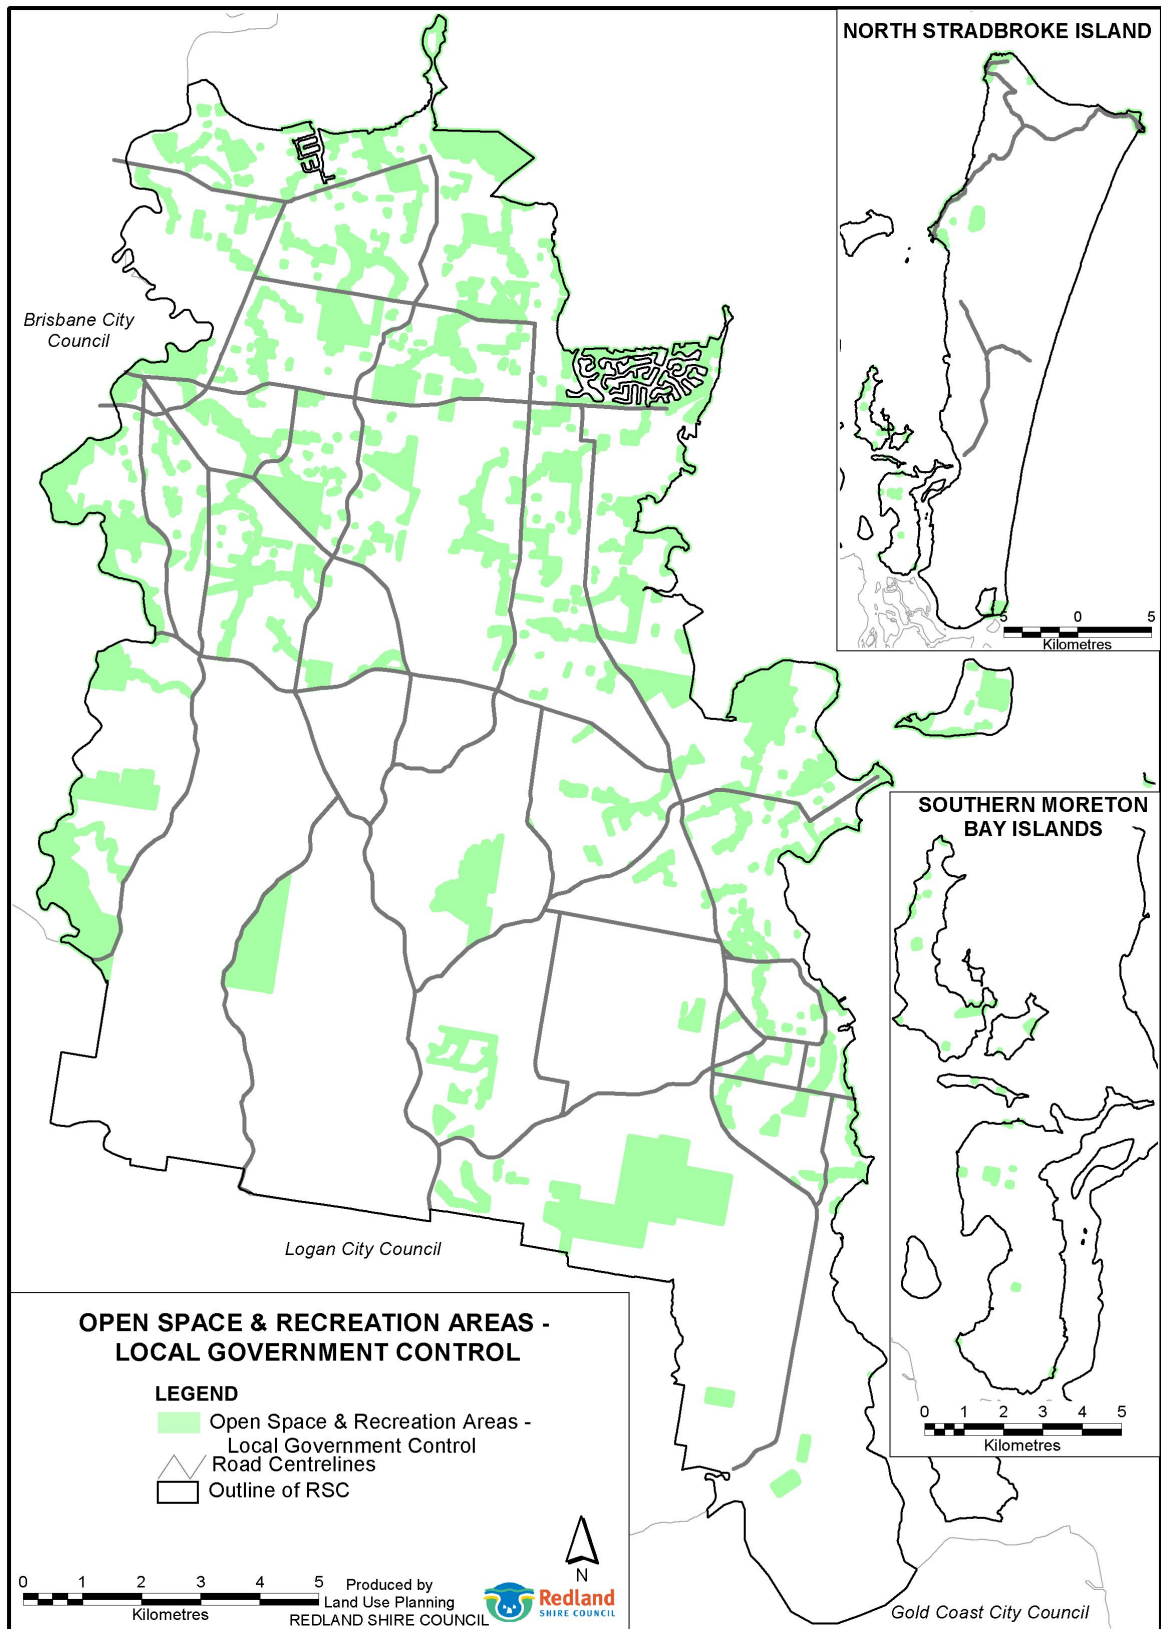 NORTH STRADBROKE ISLAND
Brisbane City
Council
5 0 5
Kilometres
SOUTHERN MORETON
BAY ISLANDS
Logan City Council
0 1 2 3 4 5
Kilometres
OPEN SPACE & RECREATION AREAS -
LOCAL GOVERNMENT CONTROL
LEGEND
Open Space & Recreation Areas -
Local Government Control
Road Centrelines
Outline of RSC
N
0 1 2 3 4 5
Kilometres
Produced by
Land Use Planning
REDLAND SHIRE COUNCIL
Redland
SHIRE COUNCIL
Gold Coast City Council